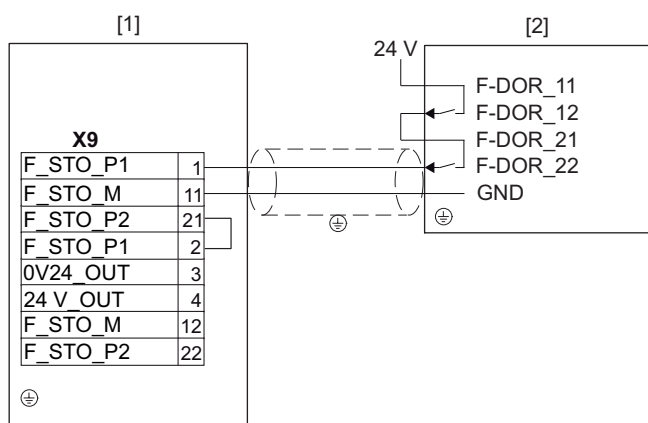 [1]
[2]
24 V
F-DOR_11
F-DOR_12
F-DOR_21
F-DOR_22
GND
X9
F_STO_P1 1
F_STO_M 11
F_STO_P2 21
F_STO_P1 2
0V24_OUT 3
24 V_OUT 4
F_STO_M 12
F_STO_P2 22